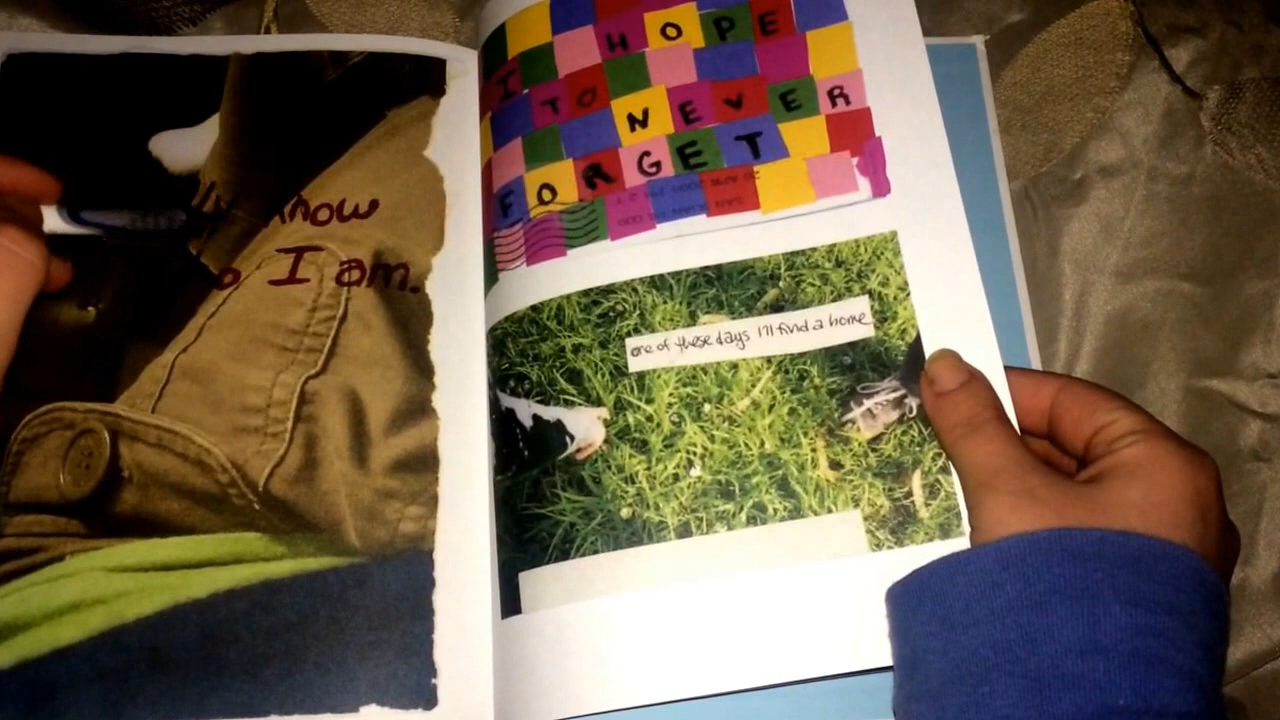 know
I am.
I HOPE
TO NEVER
FORGET
one of these days I'll find a home